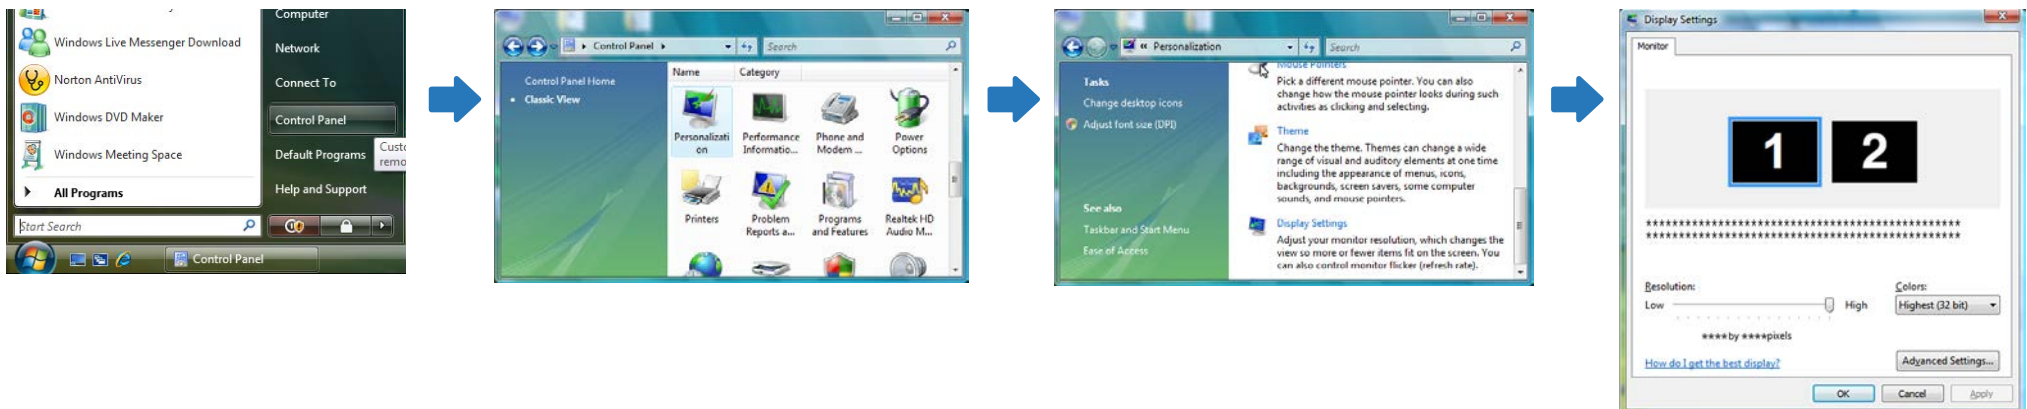 Computer
Windows Live Messenger Download
Network
Norton AntiVirus
Connect To
Windows DVD Maker
Control Panel
Windows Meeting Space
Default Programs
All Programs
Help and Support
Start Search
Control Panel
Control Panel
Search
Control Panel Home
Classic View
Name
Category
Personalizati
on
Performance
Informatio...
Phone and
Modem ...
Power
Options
Printers
Problem
Reports a...
Programs
and Features
Realtek HD
Audio M...
Personalization
Search
Tasks
Change desktop icons
Adjust font size (DPI)
See also
Taskbar and Start Menu
Ease of Access
Mouse Pointers
Pick a different mouse pointer. You can also
change how the mouse pointer looks during such
activities as clicking and selecting.
Theme
Change the theme. Themes can change a wide
range of visual and auditory elements at one time
including the appearance of menus, icons,
backgrounds, screen savers, some computer
sounds, and mouse pointers.
Display Settings
Adjust your monitor resolution, which changes the
view so more or fewer items fit on the screen. You
can also control monitor flicker (refresh rate).
Display Settings
Monitor
1
2
***********************************************
***********************************************
Resolution:
Low
High
****by ****pixels
Colors:
Highest (32 bit)
How do I get the best display?
Advanced Settings...
OK
Cancel
Apply